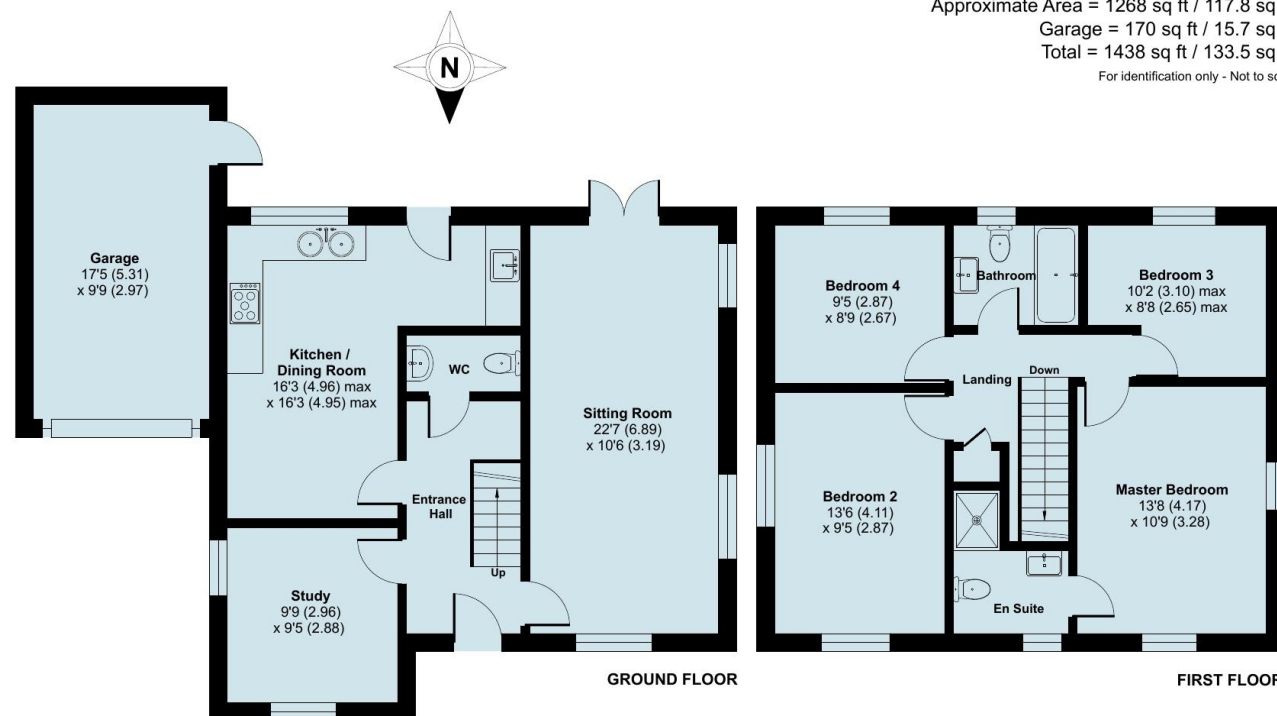 Approximate Area = 1268 sq ft / 117.8 sq
Garage = 170 sq ft / 15.7 sq
Total = 1438 sq ft / 133.5 sq
For identification only - Not to sc
N
Garage
17'5 (5.31)
x 9'9 (2.97)
Kitchen /
Dining Room
16'3 (4.96) max
x 16'3 (4.95) max
WC
Sitting Room
22'7 (6.89)
x 10'6 (3.19)
Entrance
Hall
Up
Study
9'9 (2.96)
x 9'5 (2.88)
GROUND FLOOR
Bedroom 4
9'5 (2.87)
x 8'9 (2.67)
Bathroom
Bedroom 3
10'2 (3.10) max
x 8'8 (2.65) max
Landing
Down
Bedroom 2
13'6 (4.11)
x 9'5 (2.87)
Master Bedroom
13'8 (4.17)
x 10'9 (3.28)
En Suite
FIRST FLOOR